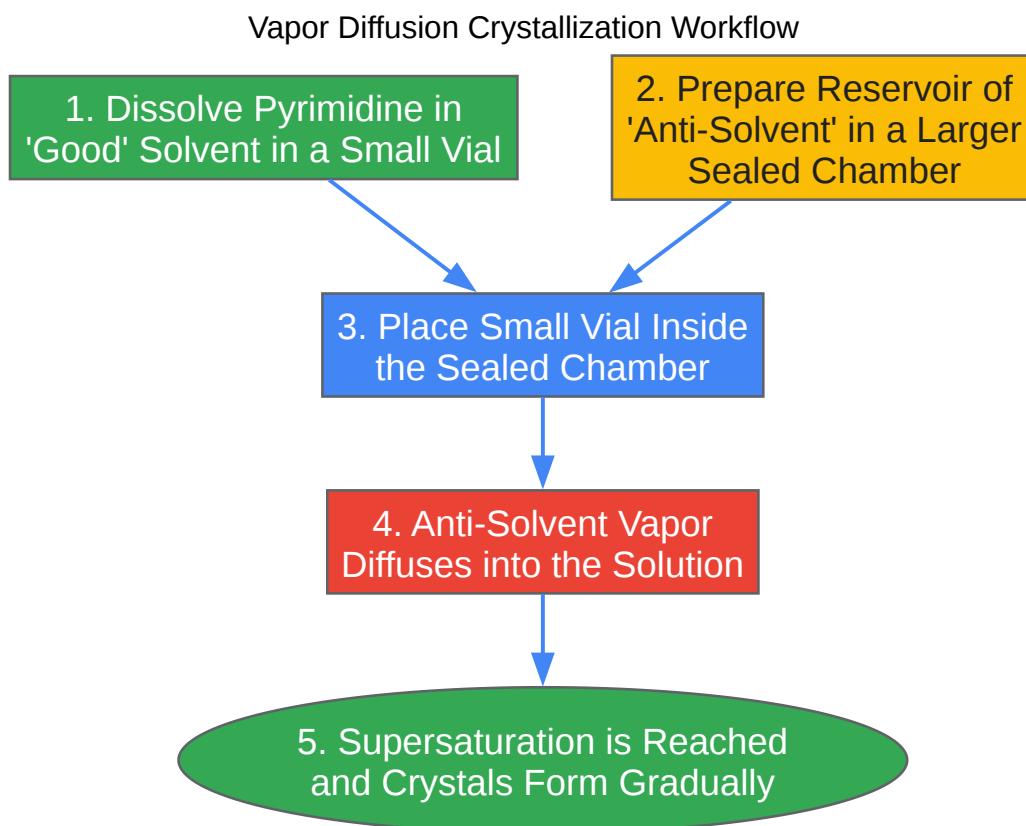 Vapor Diffusion Crystallization Workflow
1. Dissolve Pyrimidine in
'Good' Solvent in a Small Vial
2. Prepare Reservoir of
'Anti-Solvent' in a Larger
Sealed Chamber
3. Place Small Vial Inside
the Sealed Chamber
4. Anti-Solvent Vapor
Diffuses into the Solution
5. Supersaturation is Reached
and Crystals Form Gradually